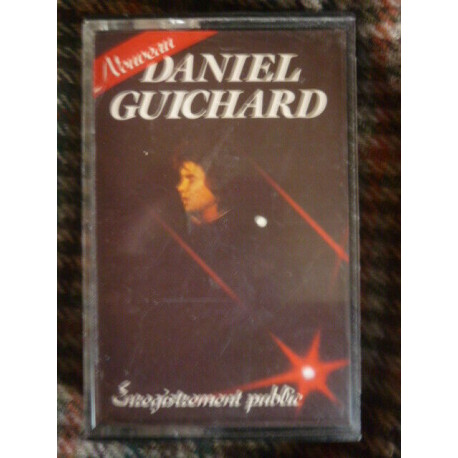 Nouveau
DANIEL
GUICHARD
Enregistrement public